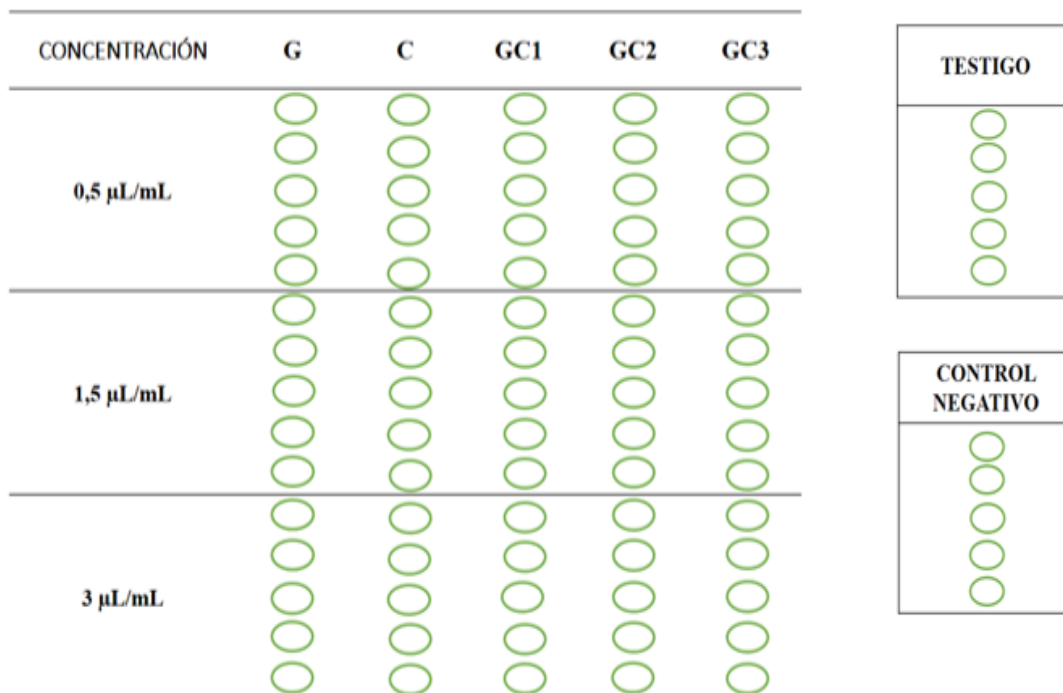 CONCENTRACIÓN G C GC1 GC2 GC3
0,5 µL/mL
1,5 µL/mL
3 µL/mL
TESTIGO
CONTROL
NEGATIVO